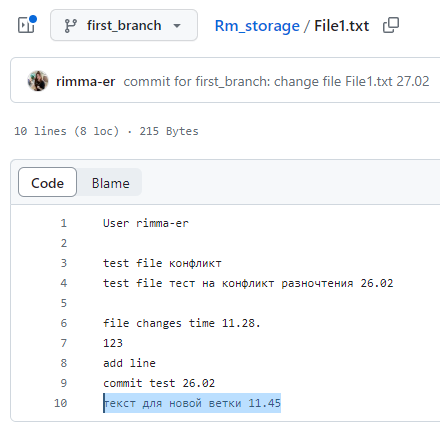 first_branch
Rm_storage / File1.txt
rimma-er commit for first_branch: change file File1.txt 27.02
10 lines (8 loc) · 215 Bytes
Code Blame
1 User rimma-er
2
3 test file конфликт
4 test file тест на конфликт разночтения 26.02
5
6 file changes time 11.28.
7 123
8 add line
9 commit test 26.02
10 текст для новой ветки 11.45